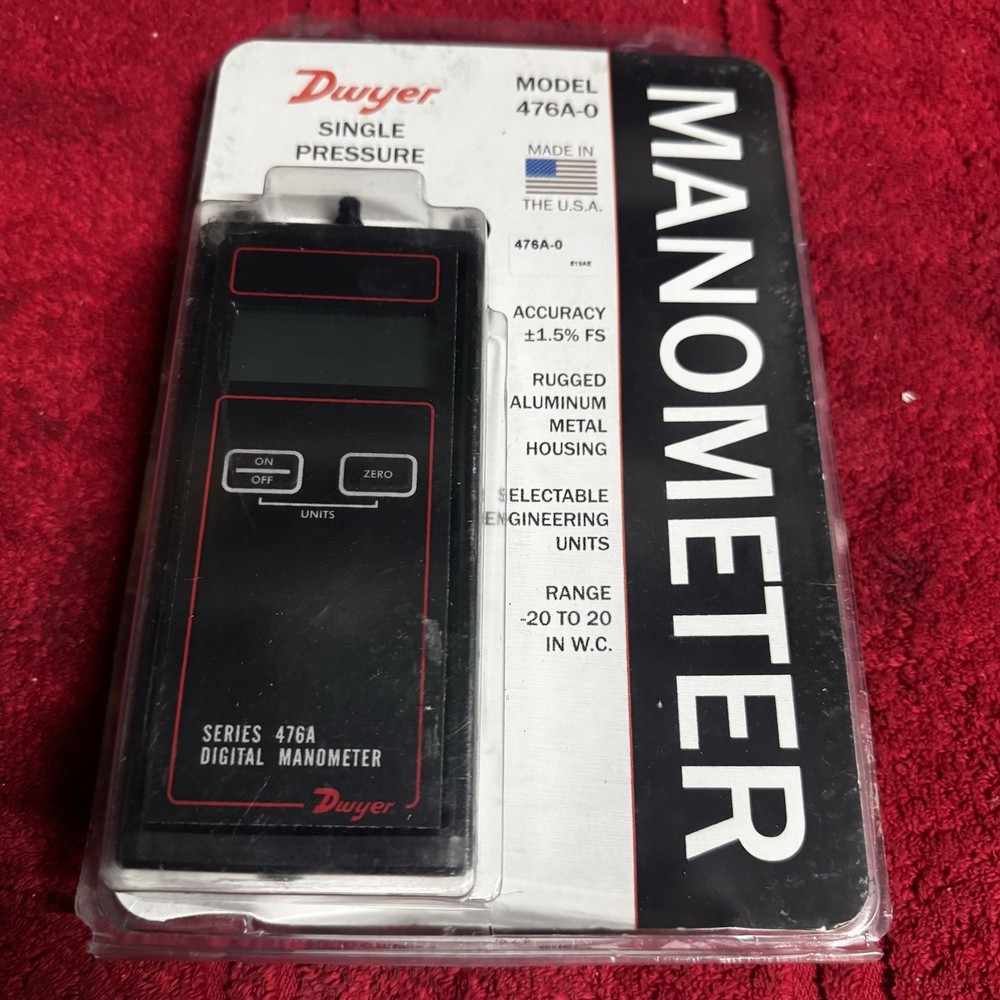 Dwyer
SINGLE
PRESSURE
MODEL
476A-0
MADE IN
THE U.S.A.
476A-0
ACCURACY
±1.5% FS
RUGGED
ALUMINUM
METAL
HOUSING
SELECTABLE
ENGINEERING
UNITS
RANGE
-20 TO 20
IN W.C.
MANOMETER
ON
OFF
ZERO
UNITS
SERIES 476A
DIGITAL MANOMETER
Dwyer